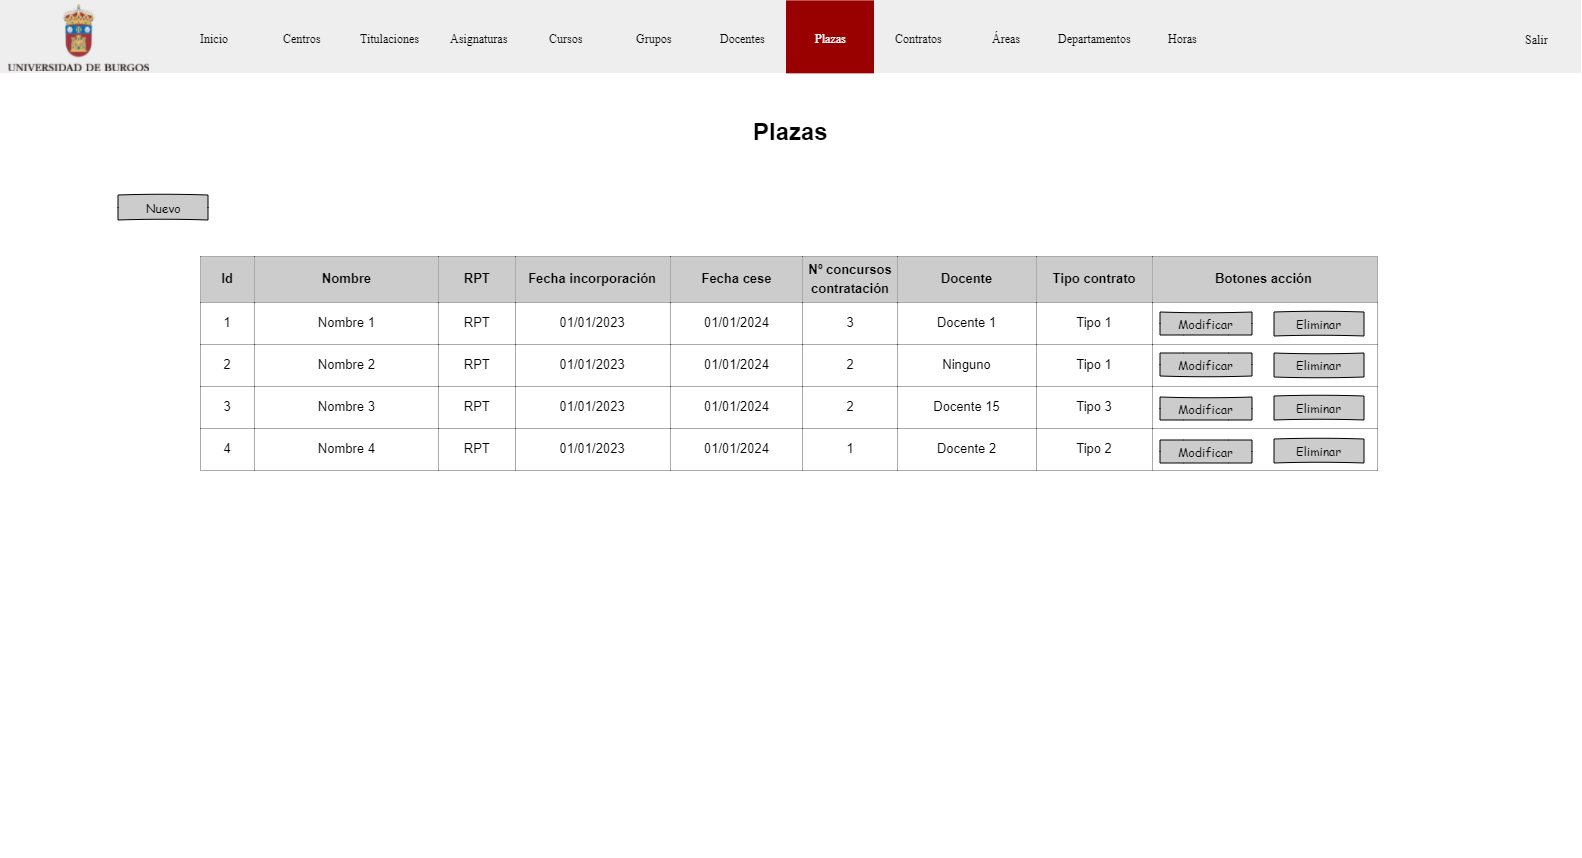 UNIVERSIDAD DE BURGOS
Inicio Centros Titulaciones Asignaturas Cursos Grupos Docentes Plazas Contratos Áreas Departamentos Horas Salir
Plazas
Nuevo
Id Nombre RPT Fecha incorporación Fecha cese Nº concursos contratación Docente Tipo contrato Botones acción
1 Nombre 1 RPT 01/01/2023 01/01/2024 3 Docente 1 Tipo 1 Modificar Eliminar
2 Nombre 2 RPT 01/01/2023 01/01/2024 2 Ninguno Tipo 1 Modificar Eliminar
3 Nombre 3 RPT 01/01/2023 01/01/2024 2 Docente 15 Tipo 3 Modificar Eliminar
4 Nombre 4 RPT 01/01/2023 01/01/2024 1 Docente 2 Tipo 2 Modificar Eliminar